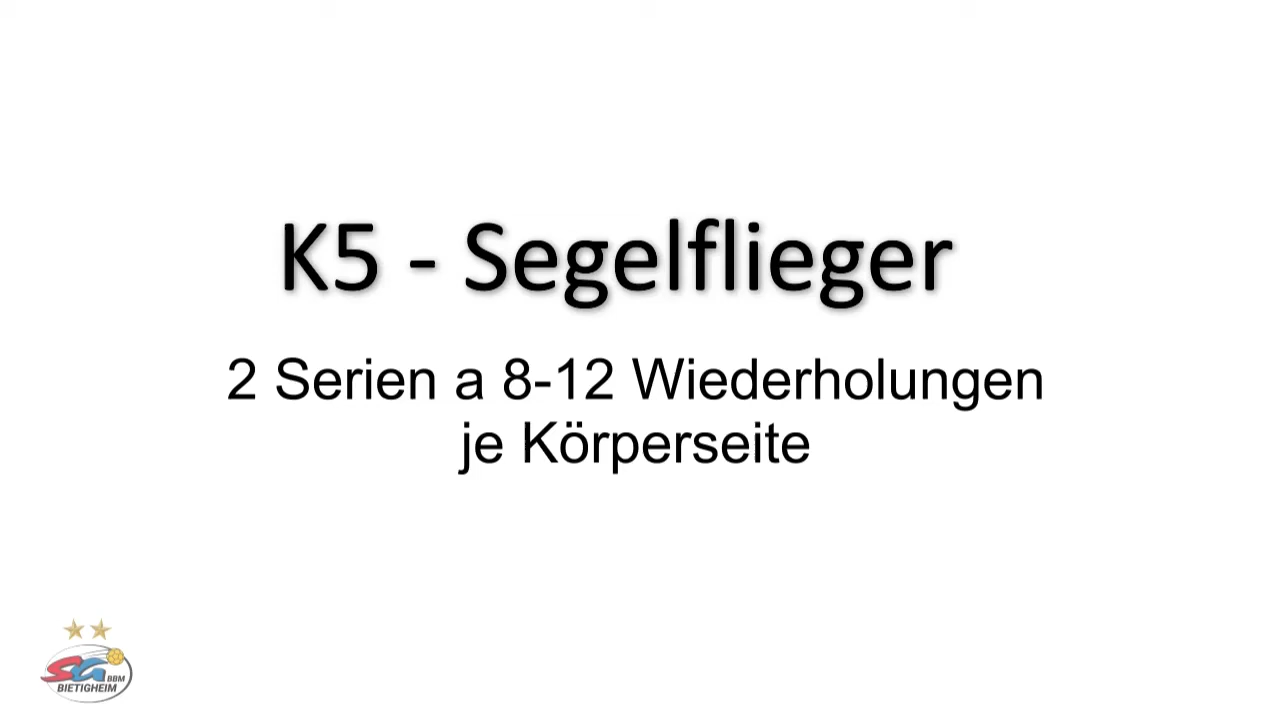 K5 - Segelflieger
2 Serien a 8-12 Wiederholungen
je Körperseite
SG
BBM
BIETIGHEIM